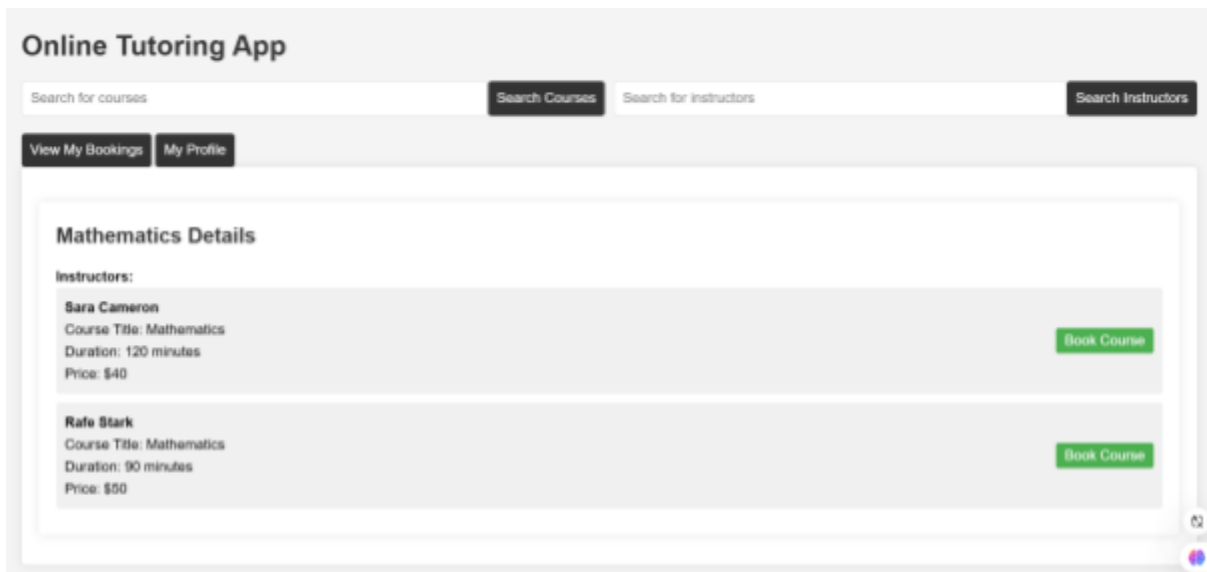 Online Tutoring App
Search for courses
Search Courses
Search for instructors
Search Instructors
View My Bookings
My Profile
Mathematics Details
Instructors:
Sara Cameron
Course Title: Mathematics
Duration: 120 minutes
Price: $40
Book Course
Rafe Stark
Course Title: Mathematics
Duration: 90 minutes
Price: $50
Book Course